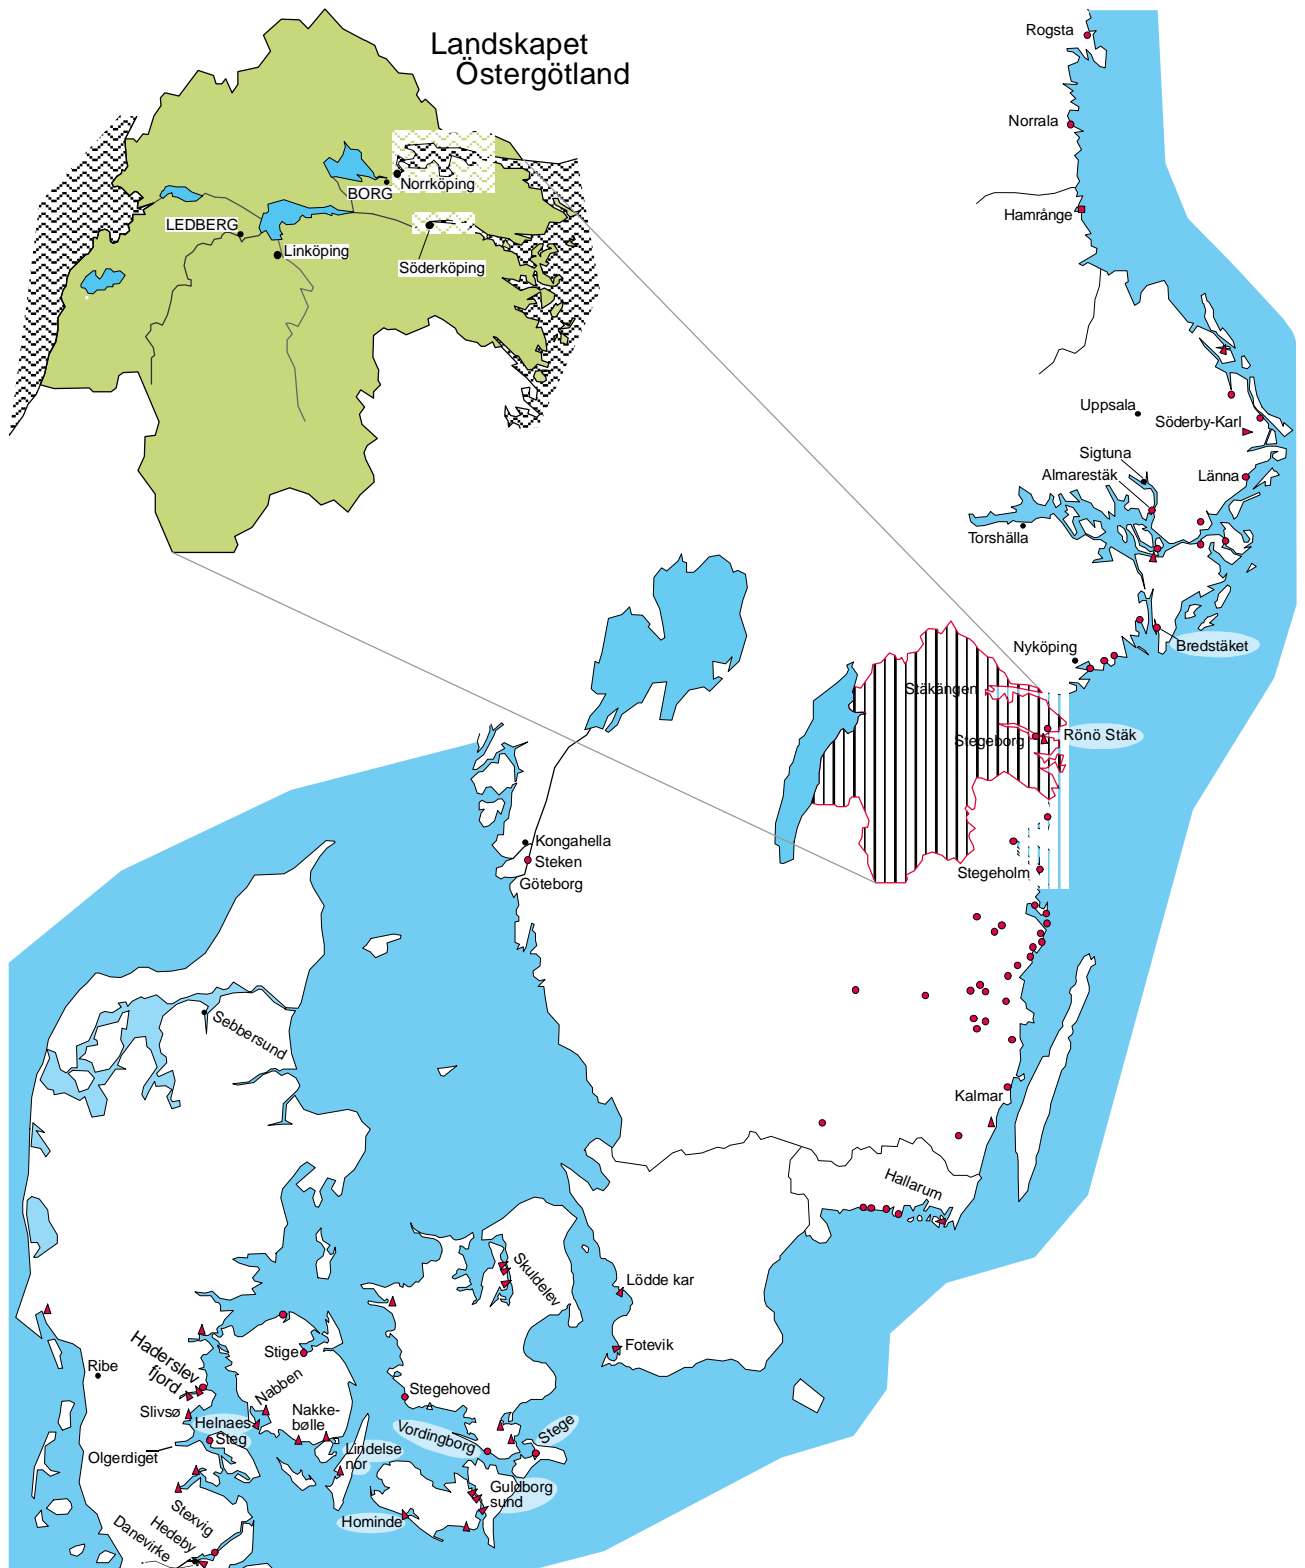 Landskapet
Östergötland
Rogsta
Norrala
Hamrånge
Norrköping
BORG
LEDBERG
Linköping
Söderköping
Uppsala
Söderby-Karl
Sigtuna
Almarestäk
Länna
Torshälla
Nyköping
Bredstäket
Stäkängen
Stegeborg
Rönö Stäk
Kongahella
Steken
Göteborg
Stegeholm
Sebbersund
Kalmar
Hallarum
Skuldelev
Lödde kar
Fotevik
Haderslev
fjord
Ribe
Stige
Nabben
Stegehoved
Slivsø
Helnaes
Steg
Nakke-
bølle
Vordingborg
Stege
Olgerdiget
Lindelse
nor
Guldborg
sund
Hominde
Stexvig
Hedeby
Danevirke